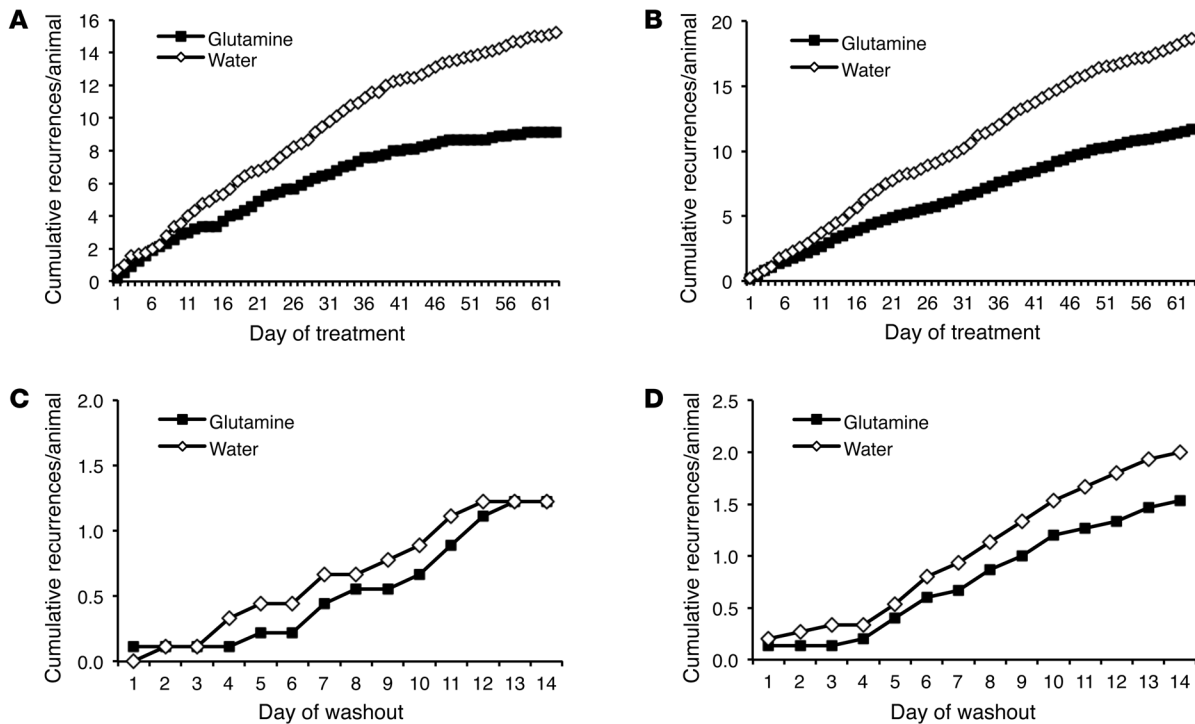 A
Cumulative recurrences/animal
16
14
12
10
8
6
4
2
0
Glutamine
Water
1 6 11 16 21 26 31 36 41 46 51 56 61
Day of treatment
B
Cumulative recurrences/animal
20
15
10
5
0
Glutamine
Water
1 6 11 16 21 26 31 36 41 46 51 56 61
Day of treatment
C
Cumulative recurrences/animal
2.0
1.5
1.0
0.5
0.0
Glutamine
Water
1 2 3 4 5 6 7 8 9 10 11 12 13 14
Day of washout
D
Cumulative recurrences/animal
2.5
2.0
1.5
1.0
0.5
0.0
Glutamine
Water
1 2 3 4 5 6 7 8 9 10 11 12 13 14
Day of washout